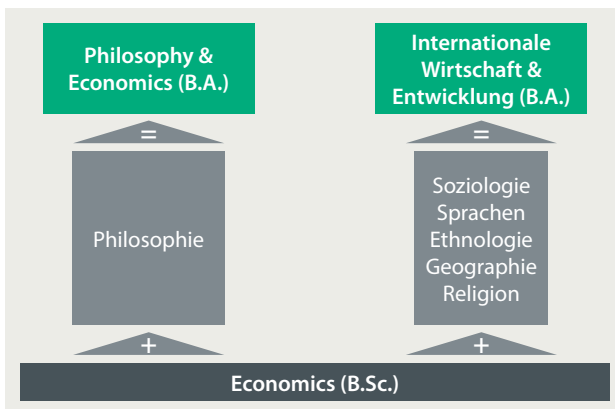 Philosophy &
Economics (B.A.)
=
Philosophie
+
Internationale
Wirtschaft &
Entwicklung (B.A.)
=
Soziologie
Sprachen
Ethnologie
Geographie
Religion
+
Economics (B.Sc.)